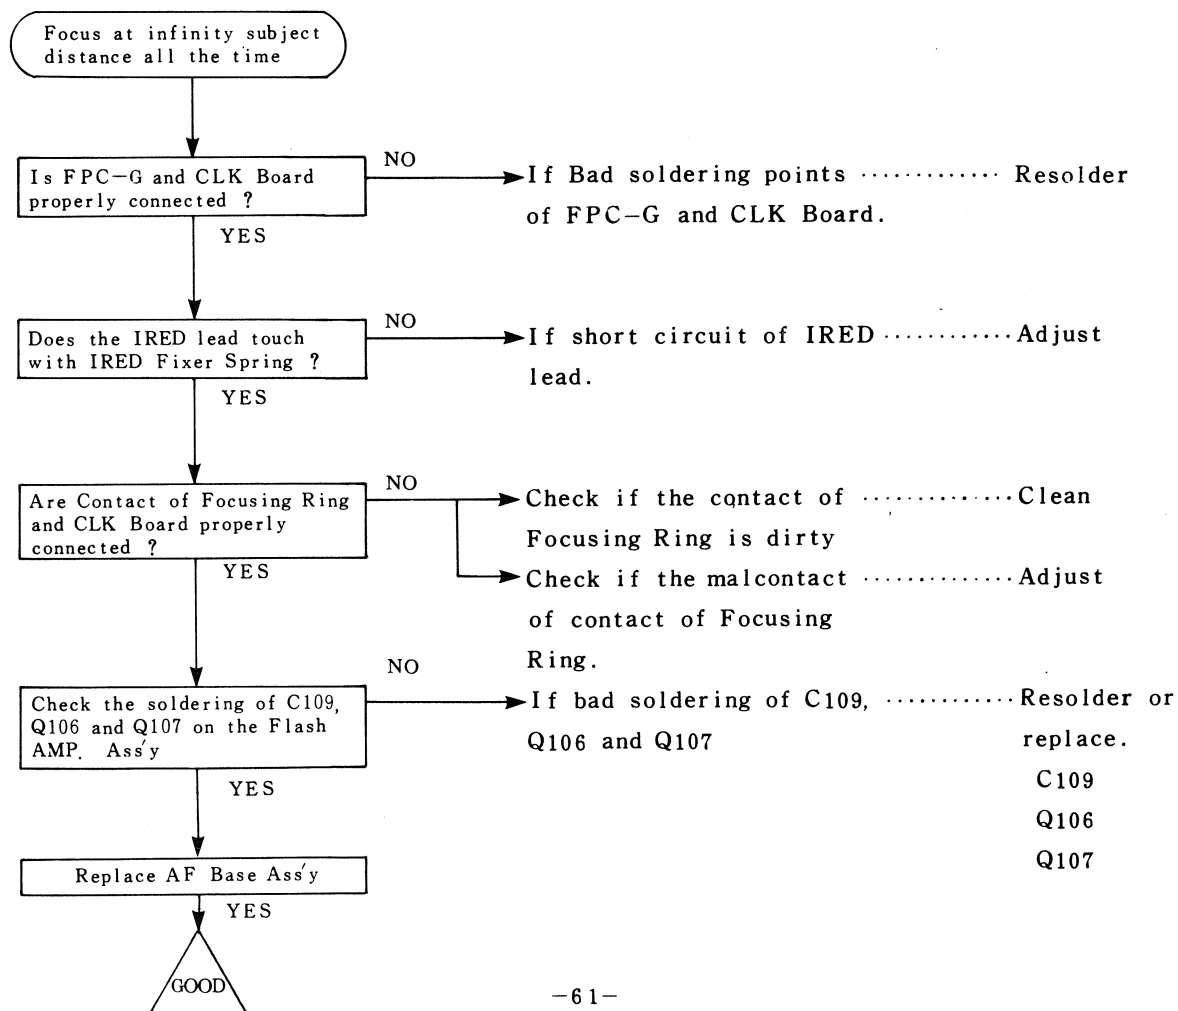 Focus at infinity subject
distance all the time
Is FPC-G and CLK Board
properly connected ?
NO
If Bad soldering points ············· Resolder
of FPC-G and CLK Board.
YES
Does the IRED lead touch
with IRED Fixer Spring ?
NO
If short circuit of IRED ············ Adjust
lead.
YES
Are Contact of Focusing Ring
and CLK Board properly
connected ?
NO
Check if the contact of ·············· Clean
Focusing Ring is dirty
Check if the malcontact ·············· Adjust
of contact of Focusing
Ring.
YES
Check the soldering of C109,
Q106 and Q107 on the Flash
AMP. Ass'y
NO
If bad soldering of C109, ············ Resolder or
Q106 and Q107
replace.
C109
Q106
Q107
YES
Replace AF Base Ass'y
YES
GOOD
-61-